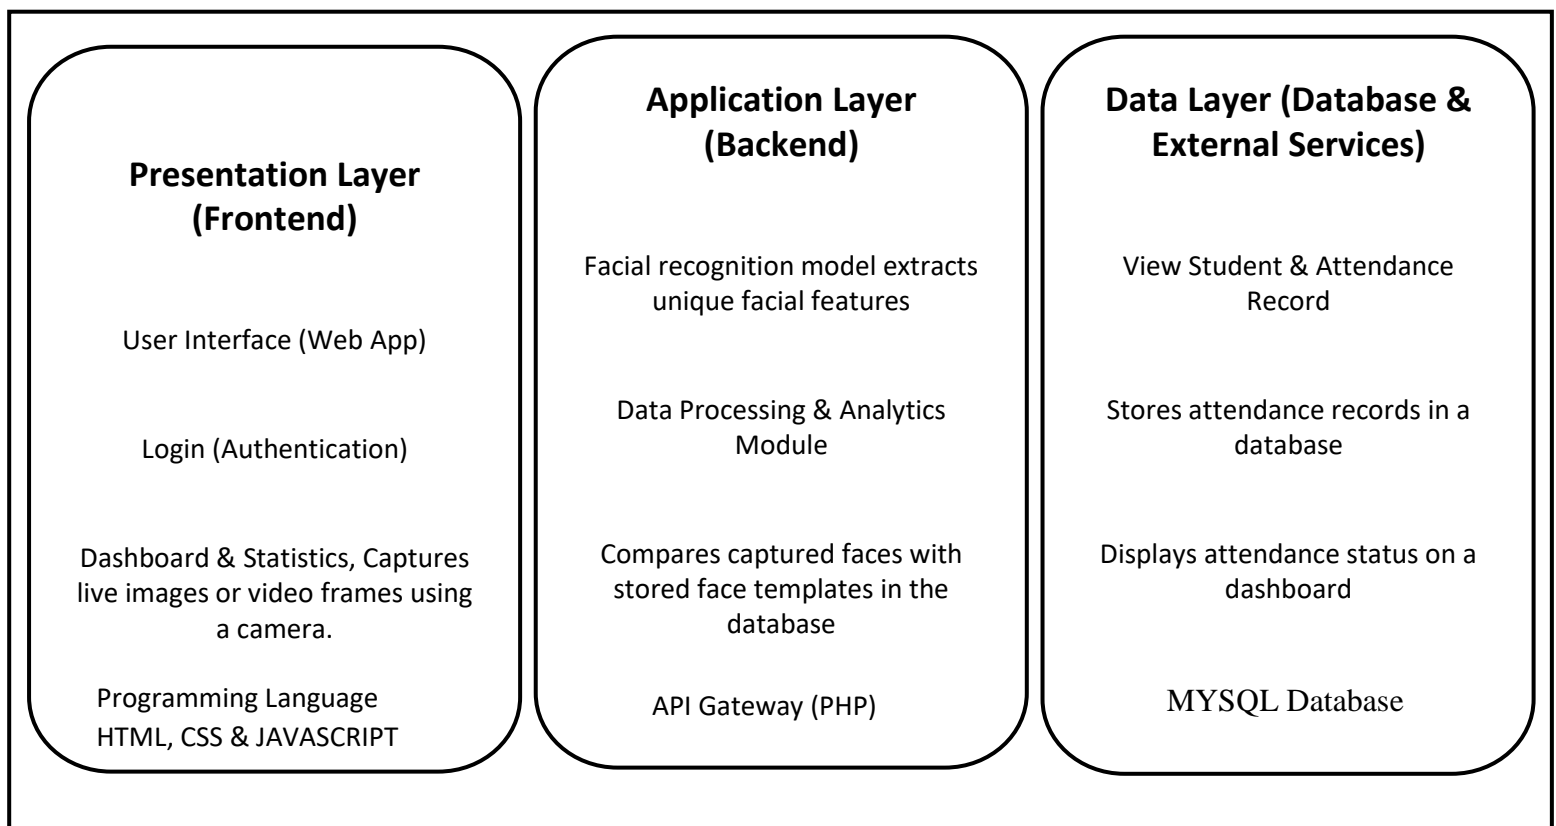 Presentation Layer
(Frontend)
User Interface (Web App)
Login (Authentication)
Dashboard & Statistics, Captures
live images or video frames using
a camera.
Programming Language
HTML, CSS & JAVASCRIPT
Application Layer
(Backend)
Facial recognition model extracts
unique facial features
Data Processing & Analytics
Module
Compares captured faces with
stored face templates in the
database
API Gateway (PHP)
Data Layer (Database &
External Services)
View Student & Attendance
Record
Stores attendance records in a
database
Displays attendance status on a
dashboard
MYSQL Database